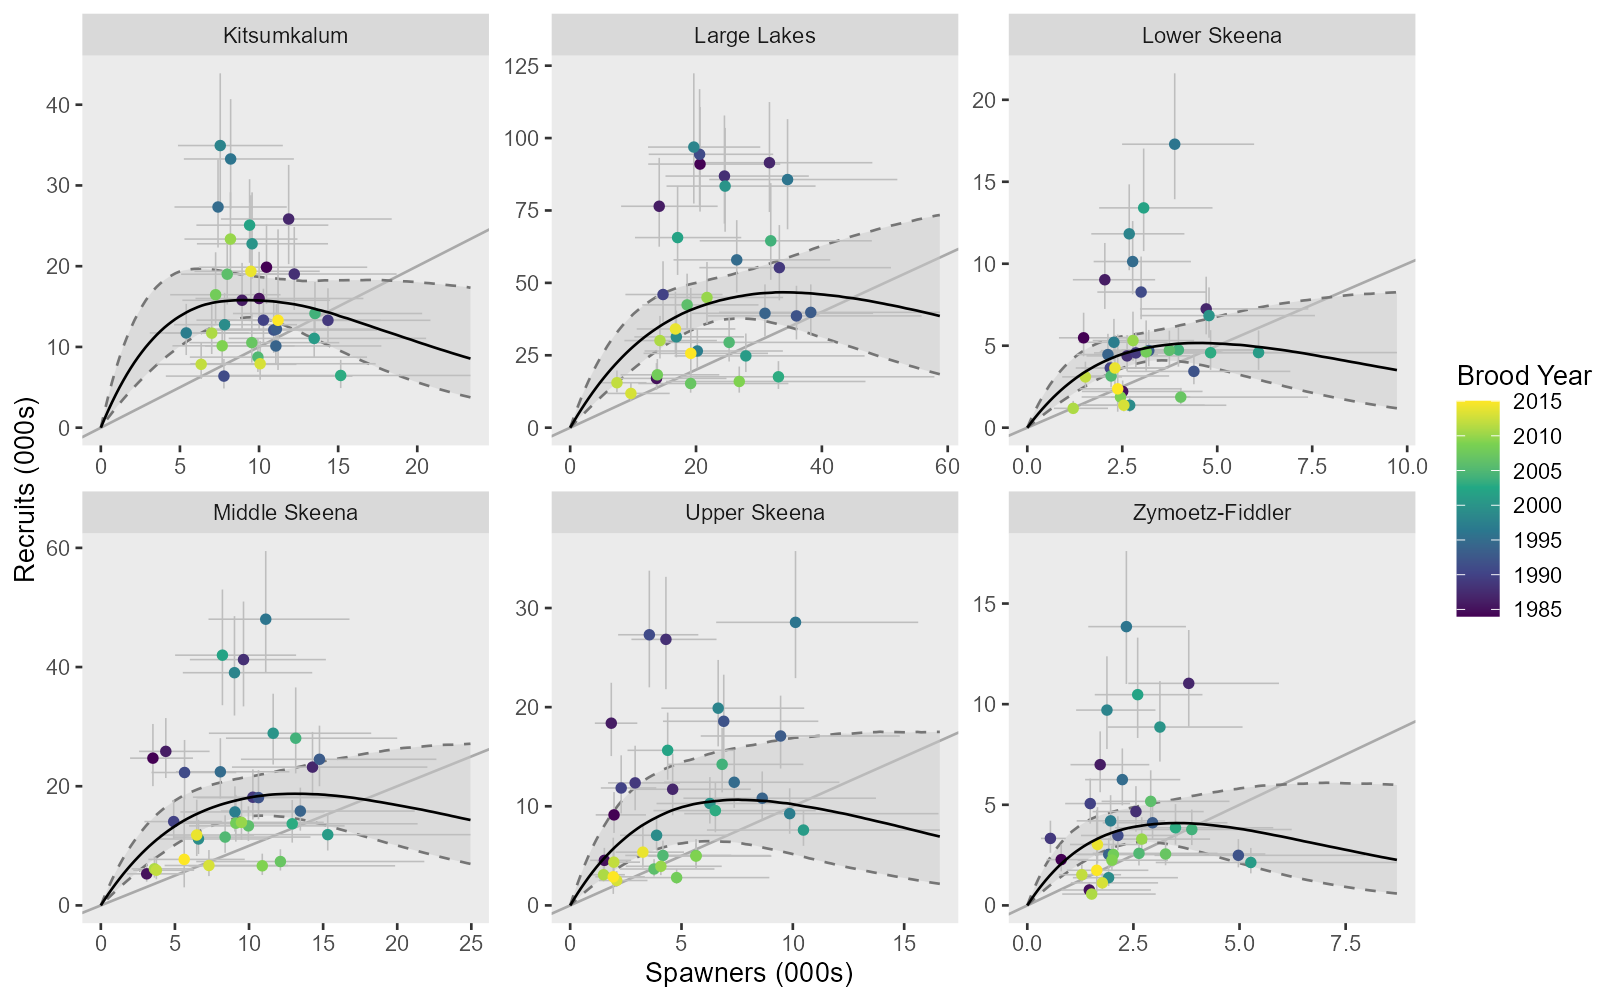 Kitsumkalum
Large Lakes
Lower Skeena
40
30
20
10
0
0 5 10 15 20
125
100
75
50
25
0
0 20 40 60
20
15
10
5
0
0.0 2.5 5.0 7.5 10.0
Middle Skeena
Upper Skeena
Zymoetz-Fiddler
60
40
20
0
0 5 10 15 20 25
30
20
10
0
0 5 10 15
15
10
5
0
0.0 2.5 5.0 7.5
Recruits (000s)
Spawners (000s)
Brood Year
2015
2010
2005
2000
1995
1990
1985